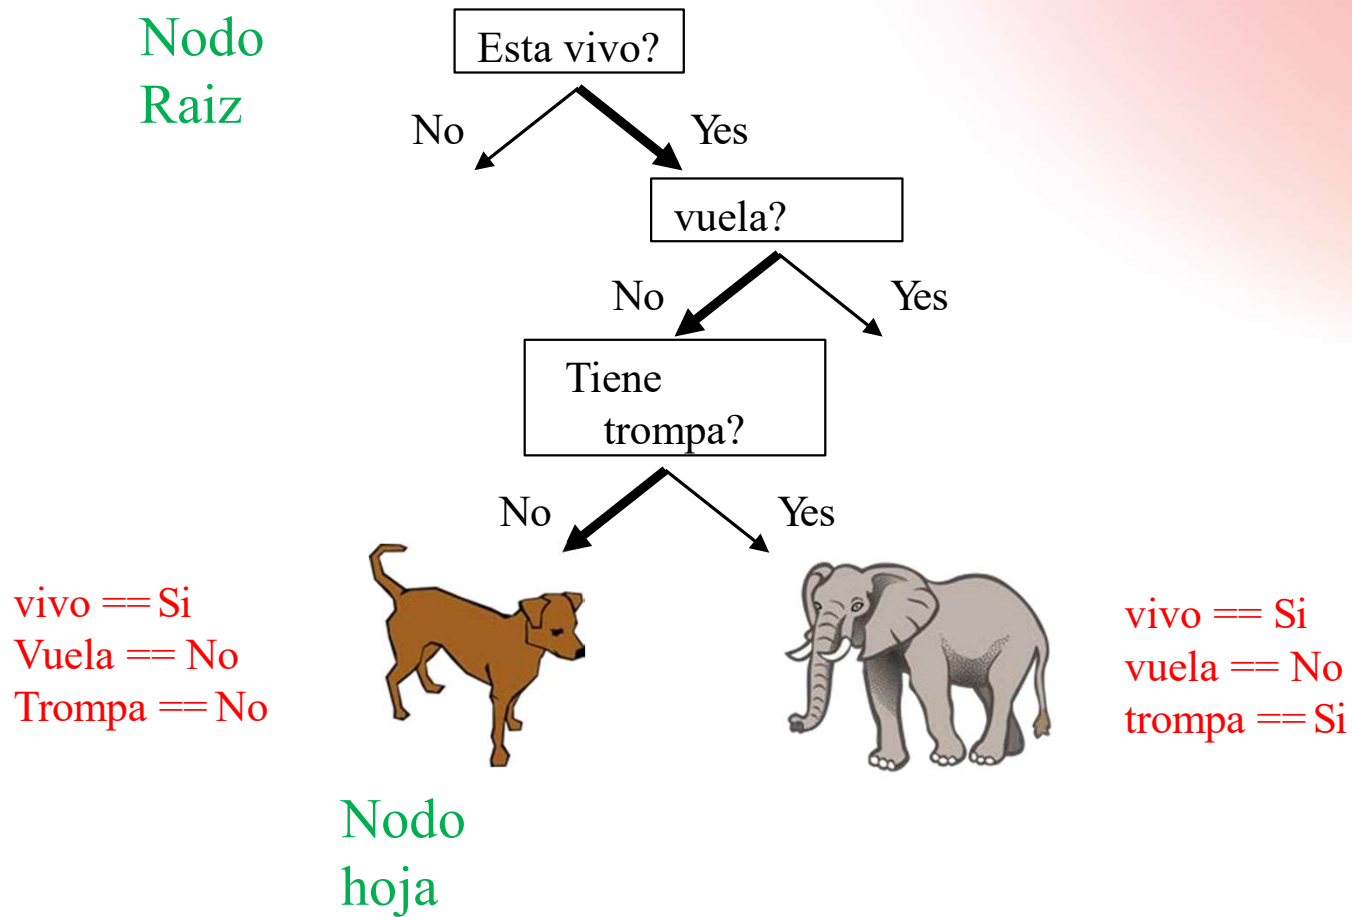 Nodo
Raiz
Esta vivo?
No
Yes
vuela?
No
Yes
Tiene
trompa?
No
Yes
vivo == Si
Vuela == No
Trompa == No
vivo == Si
vuela == No
trompa == Si
Nodo
hoja